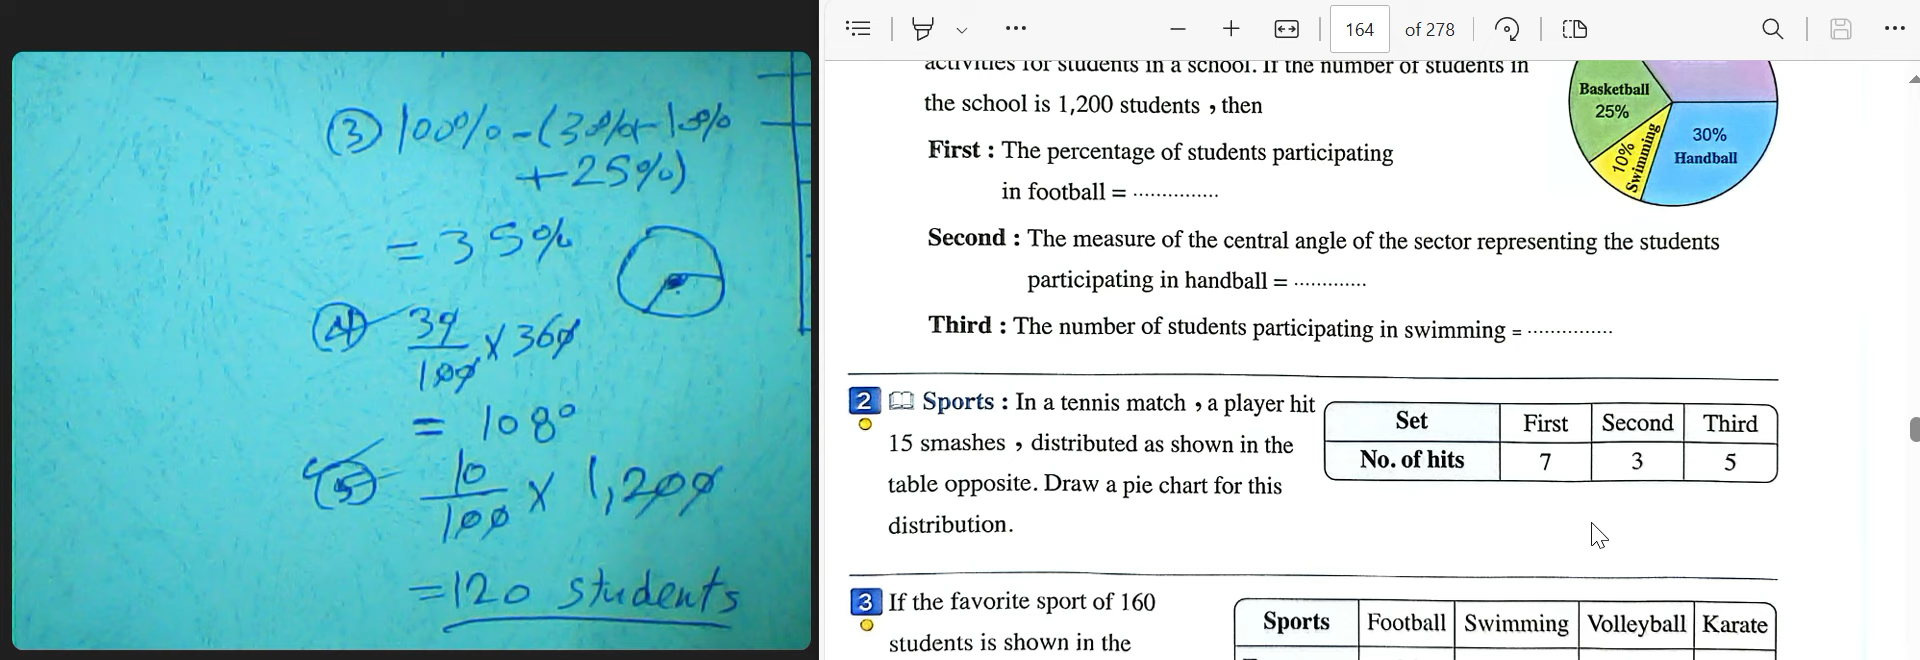 ③ 100% - (30% + 10%
+ 25%)
= 35%
④ 30/100 × 360
= 108°
⑤ 10/100 × 1,200
= 120 students
164 of 278
activities for students in a school. If the number of students in
the school is 1,200 students , then
First : The percentage of students participating
in football = ...............
Second : The measure of the central angle of the sector representing the students
participating in handball = .............
Third : The number of students participating in swimming = ...............
Basketball
25%
10%
Swimming
30%
Handball
2 Sports : In a tennis match , a player hit
15 smashes , distributed as shown in the
table opposite. Draw a pie chart for this
distribution.
Set First Second Third
No. of hits 7 3 5
3 If the favorite sport of 160
students is shown in the
Sports Football Swimming Volleyball Karate